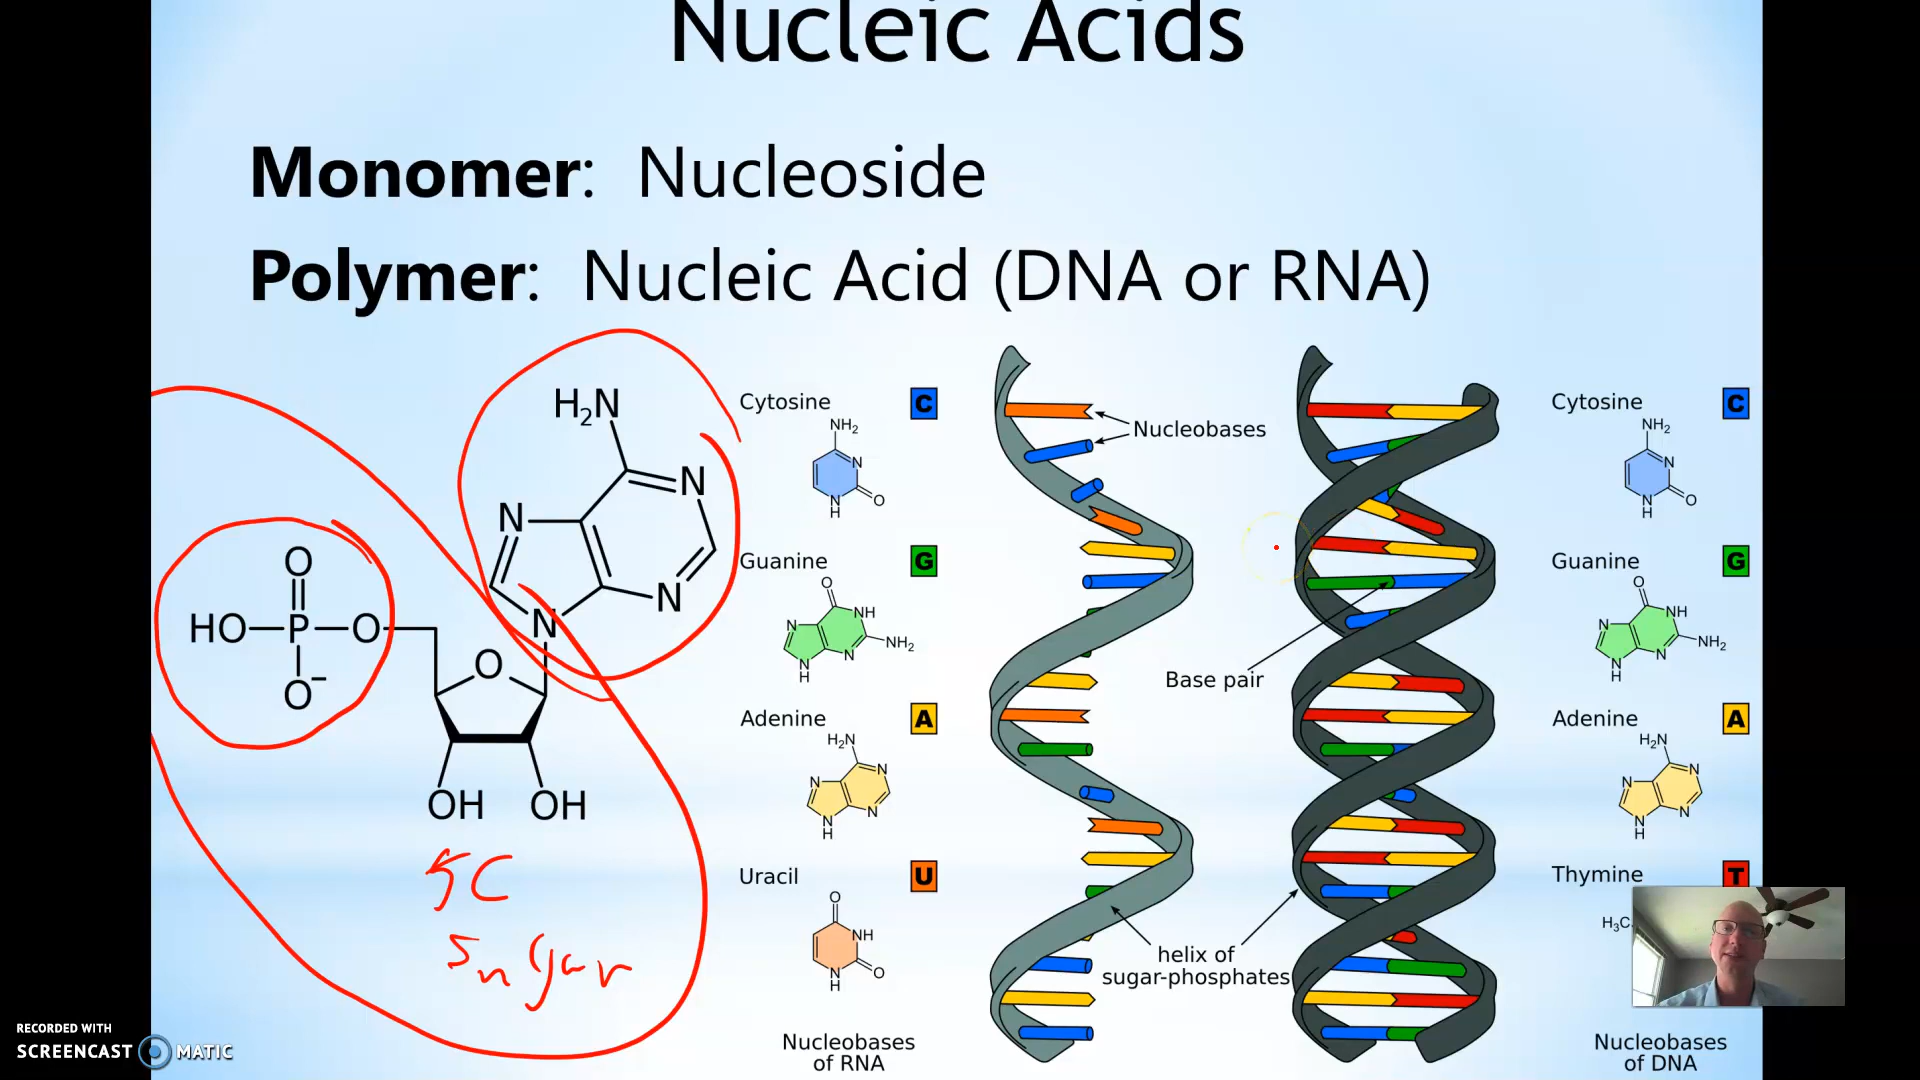 Nucleic Acids
Monomer: Nucleoside
Polymer: Nucleic Acid (DNA or RNA)
H₂N
N
N
N
N
O
HO
P
O
O⁻
O
OH
OH
5C
Sugar
Cytosine
C
NH₂
N
O
N
H
Guanine
G
O
N
NH
NH₂
N
N
H
Adenine
A
H₂N
N
N
N
N
H
Uracil
U
O
NH
O
N
H
Nucleobases
of RNA
Nucleobases
Base pair
helix of
sugar-phosphates
Cytosine
C
NH₂
N
O
N
H
Guanine
G
O
N
NH
NH₂
N
N
H
Adenine
A
H₂N
N
N
N
N
H
Thymine
T
H₃C
Nucleobases
of DNA
RECORDED WITH
SCREENCAST MATIC